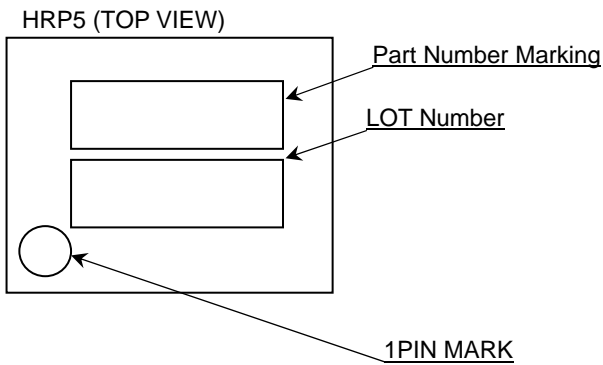 HRP5 (TOP VIEW)
Part Number Marking
LOT Number
1PIN MARK